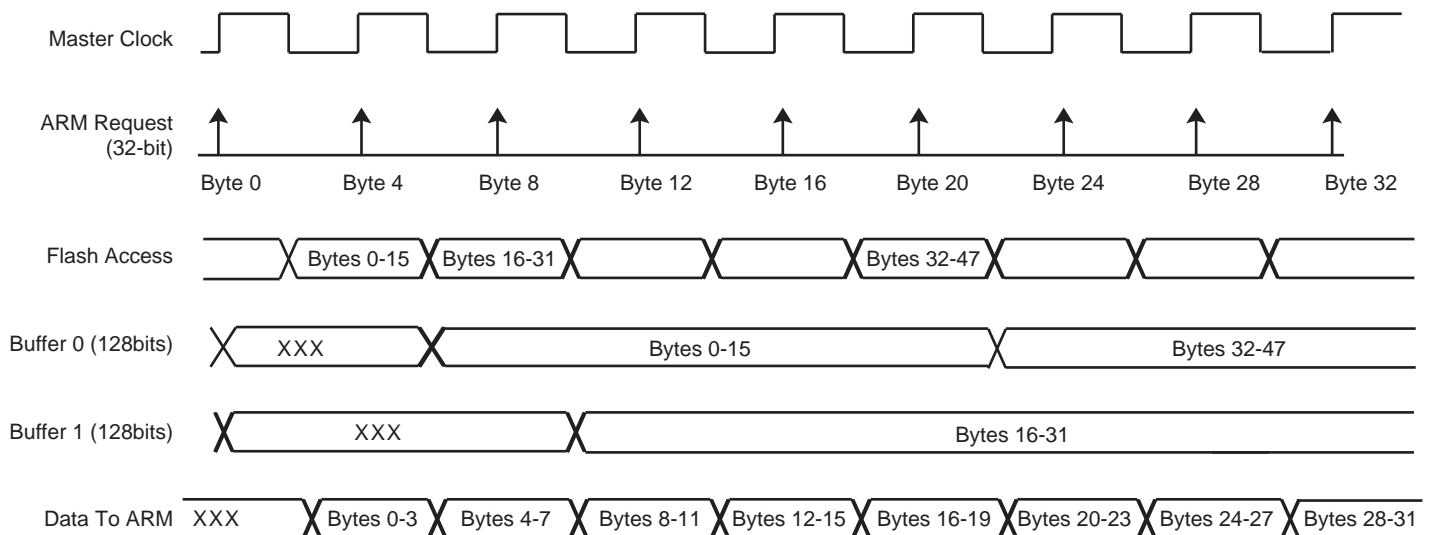 Master Clock
ARM Request
(32-bit)
Byte 0 Byte 4 Byte 8 Byte 12 Byte 16 Byte 20 Byte 24 Byte 28 Byte 32
Flash Access Bytes 0-15 Bytes 16-31 Bytes 32-47
Buffer 0 (128bits) XXX Bytes 0-15 Bytes 32-47
Buffer 1 (128bits) XXX Bytes 16-31
Data To ARM XXX Bytes 0-3 Bytes 4-7 Bytes 8-11 Bytes 12-15 Bytes 16-19 Bytes 20-23 Bytes 24-27 Bytes 28-31